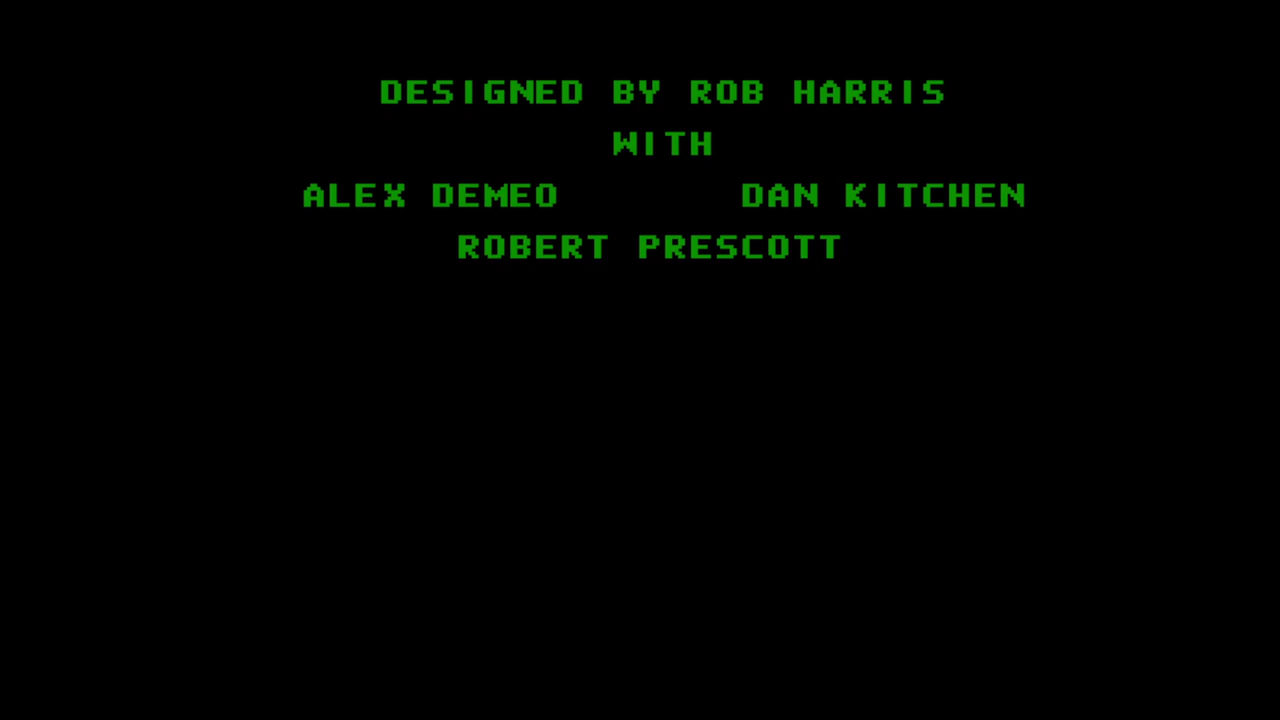 DESIGNED BY ROB HARRIS
WITH
ALEX DEMEO DAN KITCHEN
ROBERT PRESCOTT